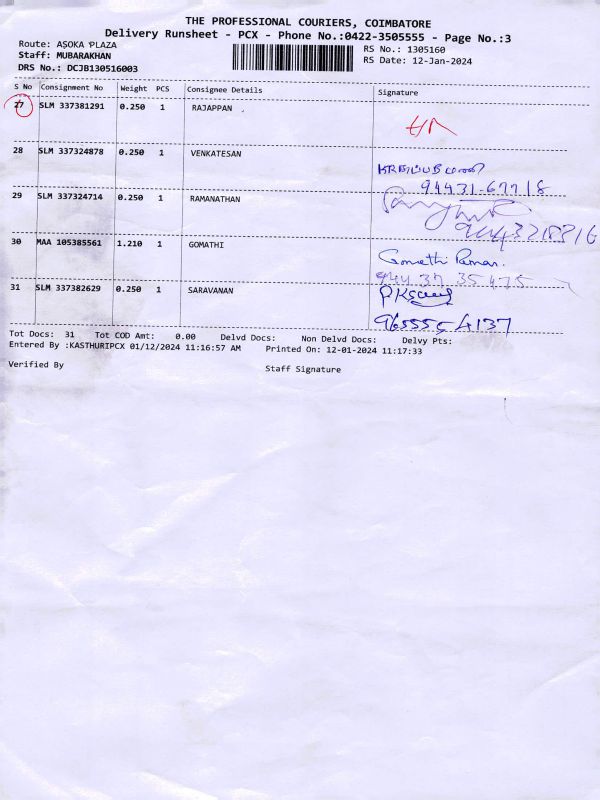 THE PROFESSIONAL COURIERS, COIMBATORE
Delivery Runsheet - PCX - Phone No.:0422-3505555 - Page No.:3
Route: ASOKA PLAZA
RS No.: 1305160
Staff: MUBARAKHAN
RS Date: 12-Jan-2024
DRS No.: DCJB130516003
S No Consignment No Weight PCS Consignee Details Signature
27 SLM 337381291 0.250 1 RAJAPPAN
28 SLM 337324878 0.250 1 VENKATESAN
94431-67718
29 SLM 337324714 0.250 1 RAMANATHAN
30 MAA 105385561 1.210 1 GOMATHI
Gomathi Raman.
94437 35475
31 SLM 337382629 0.250 1 SARAVANAN
9655554137
Tot Docs: 31 Tot COD Amt: 0.00 Delvd Docs: Non Delvd Docs: Delvy Pts:
Entered By :KASTHURIPCX 01/12/2024 11:16:57 AM Printed On: 12-01-2024 11:17:33
Verified By
Staff Signature